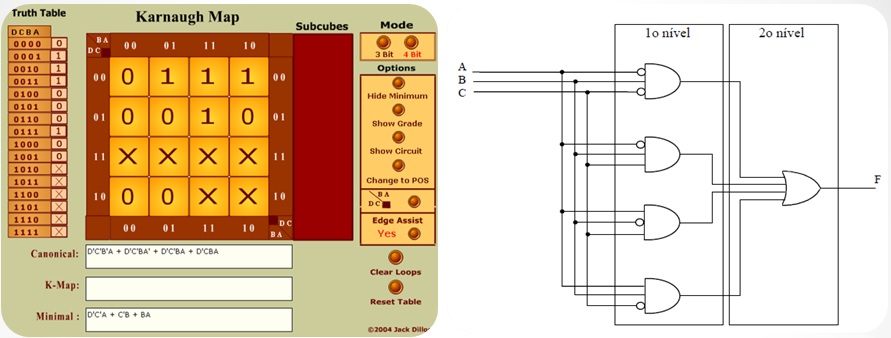 Truth Table
DCBA
0000 0
0001 1
0010 1
0011 1
0100 0
0101 0
0110 0
0111 1
1000 0
1001 0
1010 X
1011 X
1100 X
1101 X
1110 X
1111 X
Karnaugh Map
BA
DC
00 01 11 10
00 0 1 1 1 00
01 0 0 1 0 01
11 X X X X 11
10 0 0 X X 10
00 01 11 10
DC
BA
Subcubes
Mode
3 Bit 4 Bit
Options
Hide Minimum
Show Grade
Show Circuit
Change to POS
BA
DC
Edge Assist
Yes
Clear Loops
Reset Table
Canonical: D'C'B'A + D'C'BA' + D'C'BA + D'CBA
K-Map:
Minimal : D'C'A + C'B + BA
©2004 Jack
1o nível
2o nível
A
B
C
F